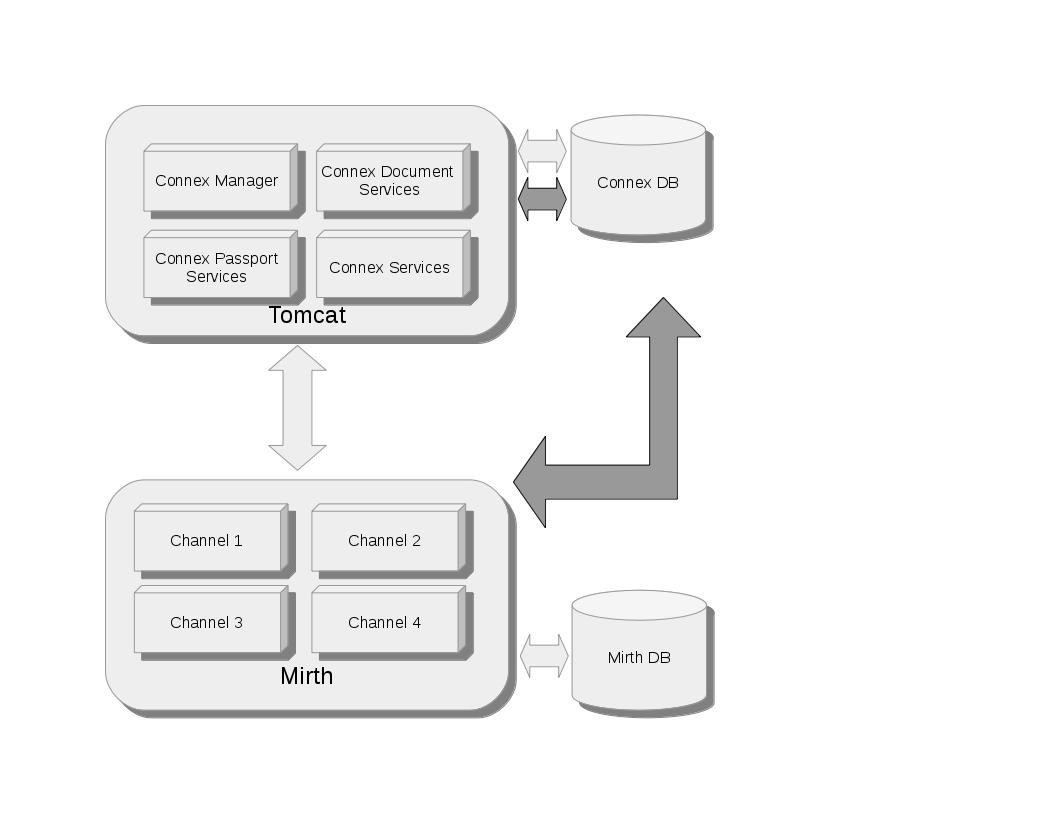 Connex Manager
Connex Document
Services
Connex Passport
Services
Connex Services
Tomcat
Connex DB
Channel 1
Channel 2
Channel 3
Channel 4
Mirth
Mirth DB